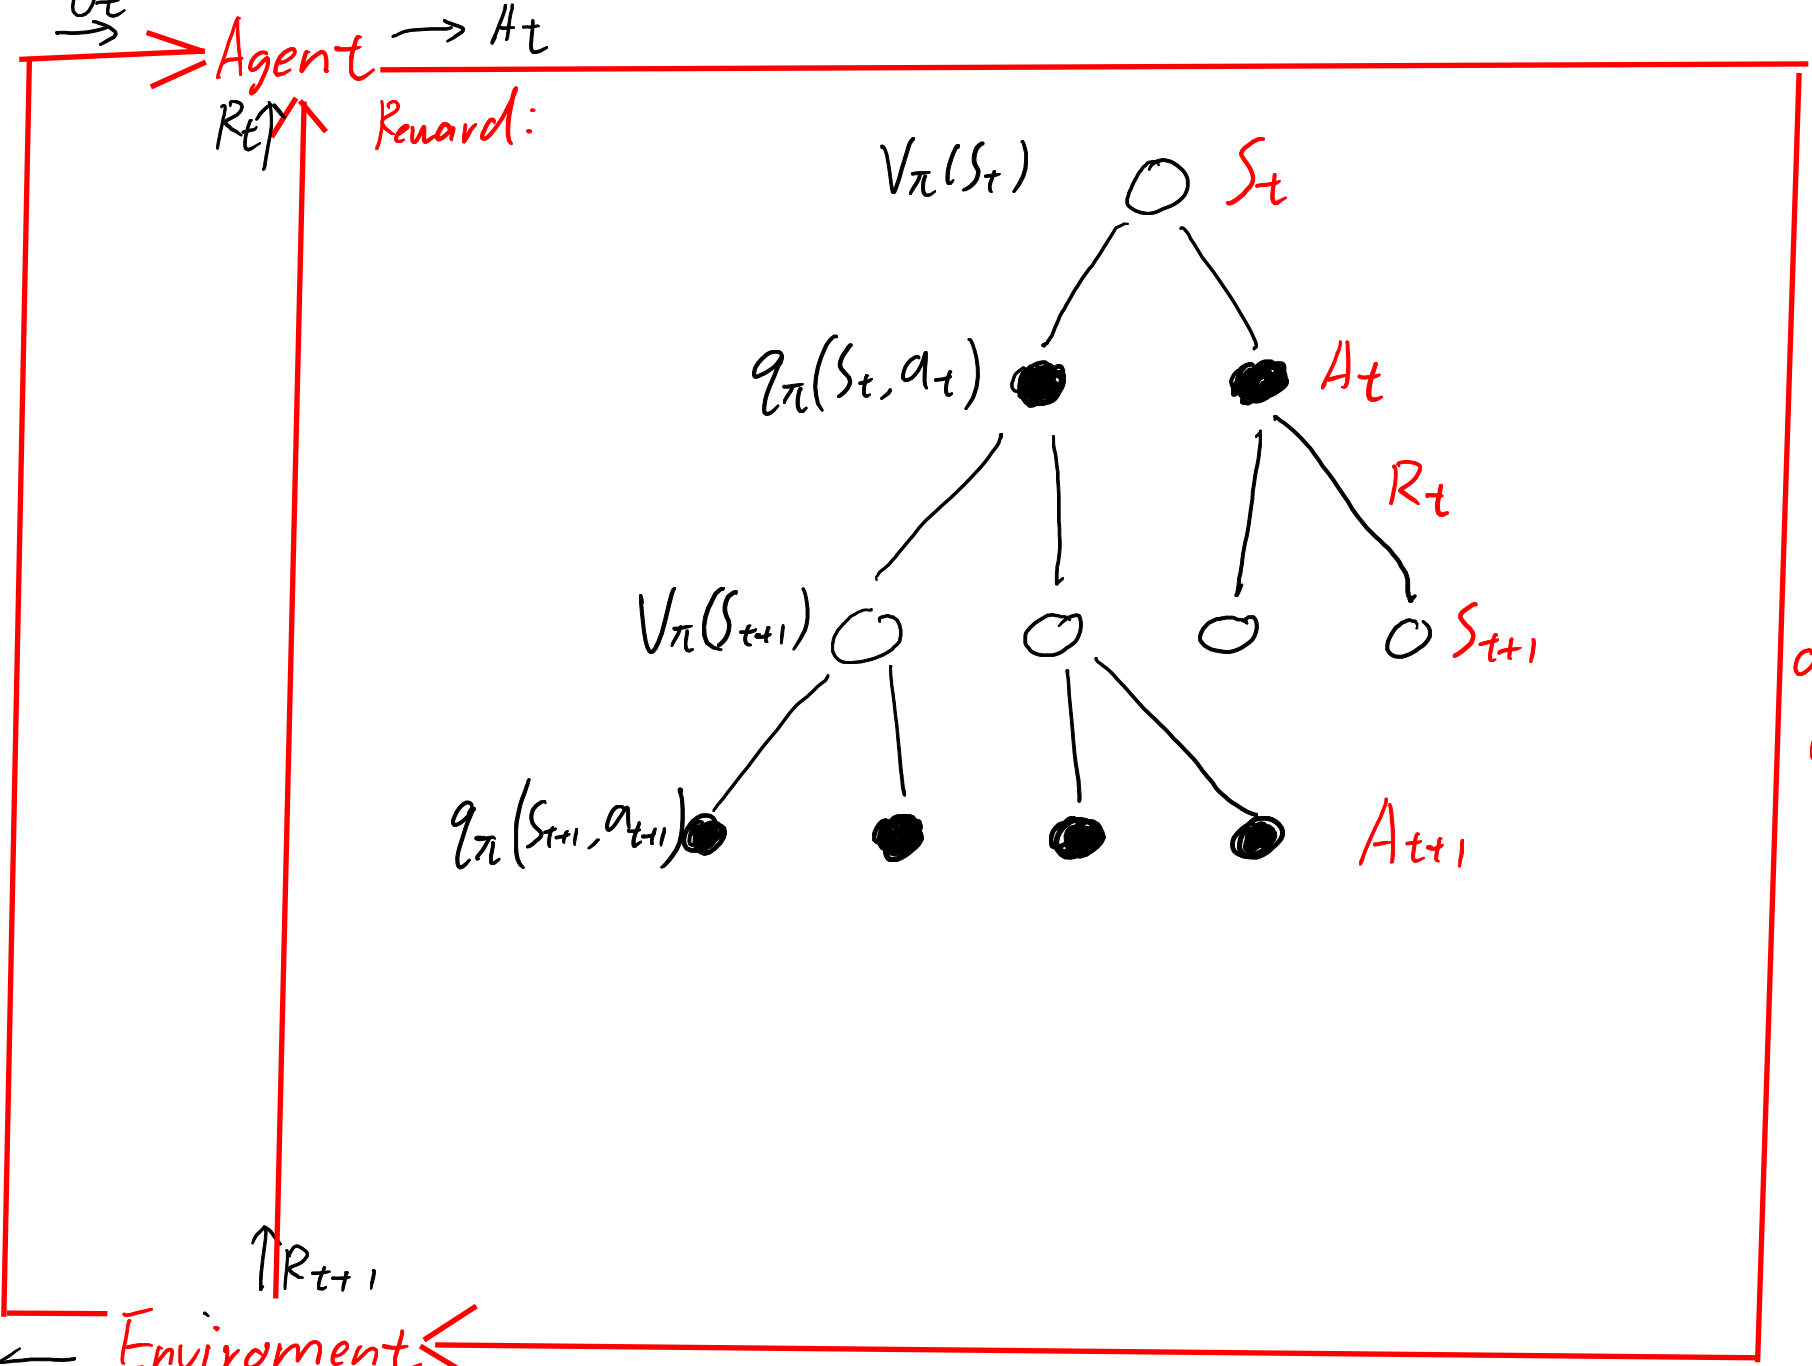 Agent → At
Rt↑ Reward:
Vπ(St) St
qπ(St, at) At
Rt
Vπ(St+1) St+1
qπ(St+1, at+1) At+1
↑Rt+1
Enviroment